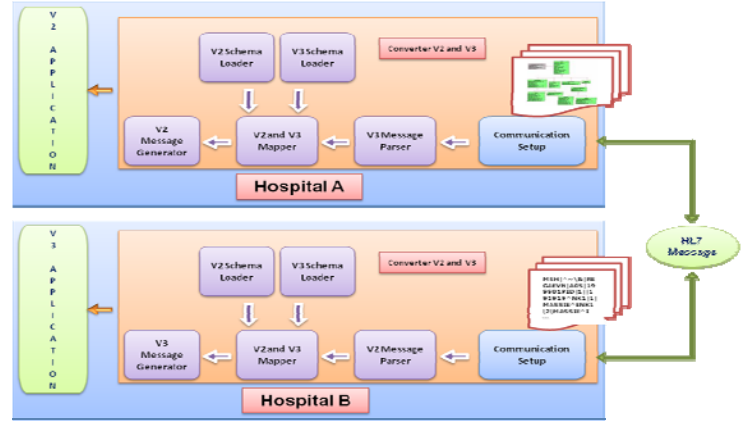 V2 APPLICATION
V2 Schema
Loader
V3 Schema
Loader
Converter V2 and V3
V2
Message
Generator
V2 and V3
Mapper
V3 Message
Parser
Communication
Setup
Hospital A
HL7
Message
V3 APPLICATION
V2 Schema
Loader
V3 Schema
Loader
Converter V2 and V3
V3
Message
Generator
V2 and V3
Mapper
V2 Message
Parser
Communication
Setup
Hospital B